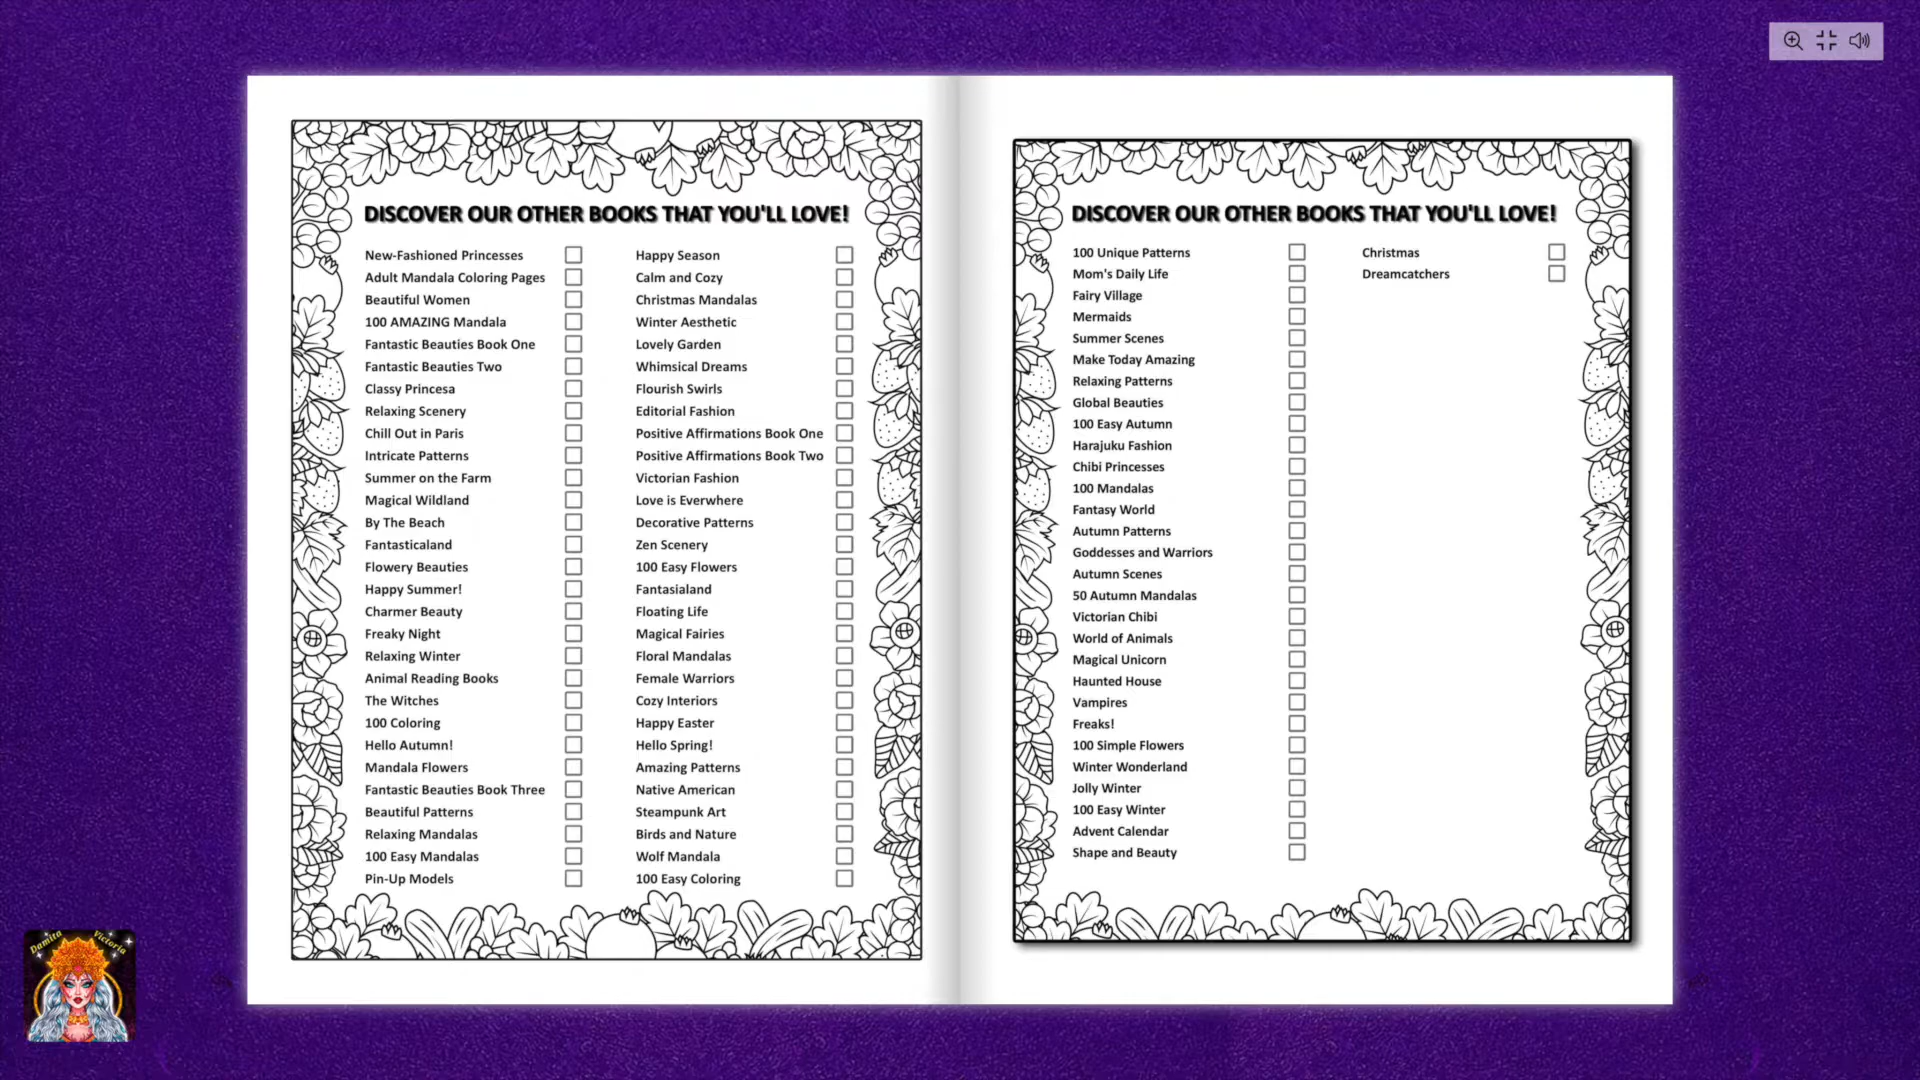 DISCOVER OUR OTHER BOOKS THAT YOU'LL LOVE!
New-Fashioned Princesses
Adult Mandala Coloring Pages
Beautiful Women
100 AMAZING Mandala
Fantastic Beauties Book One
Fantastic Beauties Two
Classy Princesa
Relaxing Scenery
Chill Out in Paris
Intricate Patterns
Summer on the Farm
Magical Wildland
By The Beach
Fantasticaland
Flowery Beauties
Happy Summer!
Charmer Beauty
Freaky Night
Relaxing Winter
Animal Reading Books
The Witches
100 Coloring
Hello Autumn!
Mandala Flowers
Fantastic Beauties Book Three
Beautiful Patterns
Relaxing Mandalas
100 Easy Mandalas
Pin-Up Models
Happy Season
Calm and Cozy
Christmas Mandalas
Winter Aesthetic
Lovely Garden
Whimsical Dreams
Flourish Swirls
Editorial Fashion
Positive Affirmations Book One
Positive Affirmations Book Two
Victorian Fashion
Love is Everwhere
Decorative Patterns
Zen Scenery
100 Easy Flowers
Fantasialand
Floating Life
Magical Fairies
Floral Mandalas
Female Warriors
Cozy Interiors
Happy Easter
Hello Spring!
Amazing Patterns
Native American
Steampunk Art
Birds and Nature
Wolf Mandala
100 Easy Coloring
DISCOVER OUR OTHER BOOKS THAT YOU'LL LOVE!
100 Unique Patterns
Mom's Daily Life
Fairy Village
Mermaids
Summer Scenes
Make Today Amazing
Relaxing Patterns
Global Beauties
100 Easy Autumn
Harajuku Fashion
Chibi Princesses
100 Mandalas
Fantasy World
Autumn Patterns
Goddesses and Warriors
Autumn Scenes
50 Autumn Mandalas
Victorian Chibi
World of Animals
Magical Unicorn
Haunted House
Vampires
Freaks!
100 Simple Flowers
Winter Wonderland
Jolly Winter
100 Easy Winter
Advent Calendar
Shape and Beauty
Christmas
Dreamcatchers
Damita Victoria